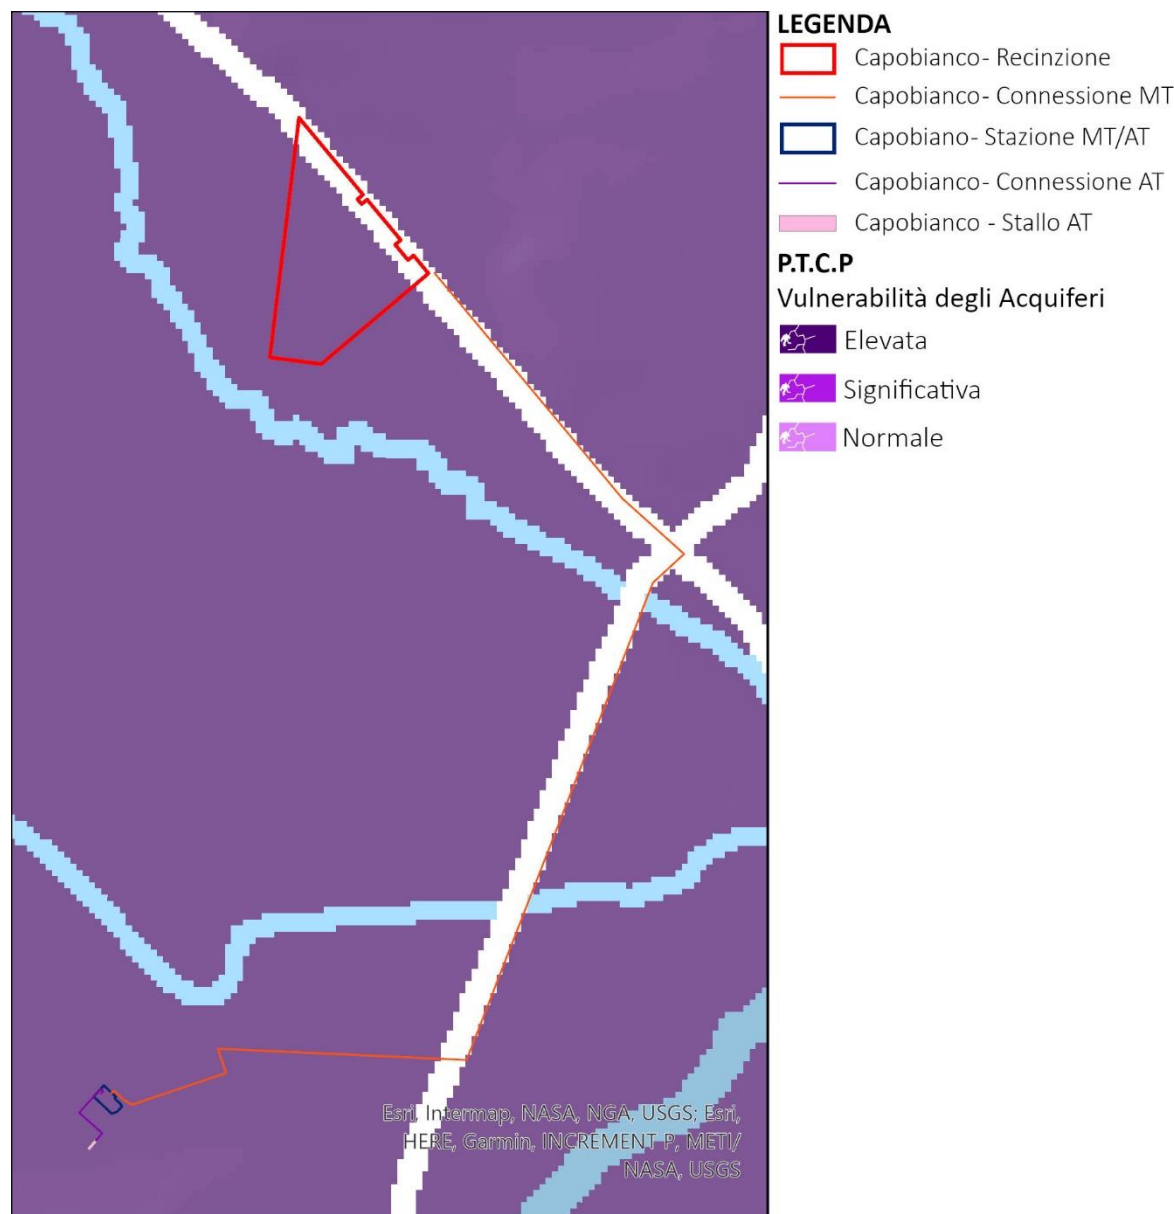 LEGENDA
Capobianco- Recinzione
Capobianco- Connessione MT
Capobiano- Stazione MT/AT
Capobianco- Connessione AT
Capobianco - Stallo AT
P.T.C.P
Vulnerabilità degli Acquiferi
Elevata
Significativa
Normale
Esri, Intermap, NASA, NGA, USGS; Esri,
HERE, Garmin, INCREMENT P, METI/
NASA, USGS